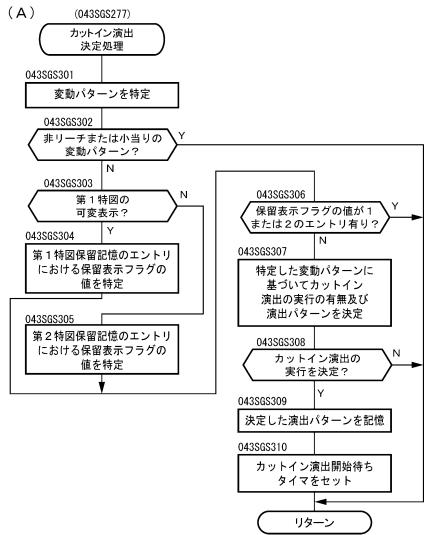 (A)
(043SGS277)
カットイン演出
決定処理
043SGS301
変動パターンを特定
043SGS302
非リーチまたは小当りの
変動パターン？
Y
N
043SGS303
第１特図の
可変表示？
N
Y
043SGS304
第１特図保留記憶のエントリ
における保留表示フラグの
値を特定
043SGS305
第２特図保留記憶のエントリ
における保留表示フラグの
値を特定
043SGS306
保留表示フラグの値が１
または２のエントリ有り？
Y
N
043SGS307
特定した変動パターンに
基づいてカットイン
演出の実行の有無及び
演出パターンを決定
043SGS308
カットイン演出の
実行を決定？
N
Y
043SGS309
決定した演出パターンを記憶
043SGS310
カットイン演出開始待ち
タイマをセット
リターン